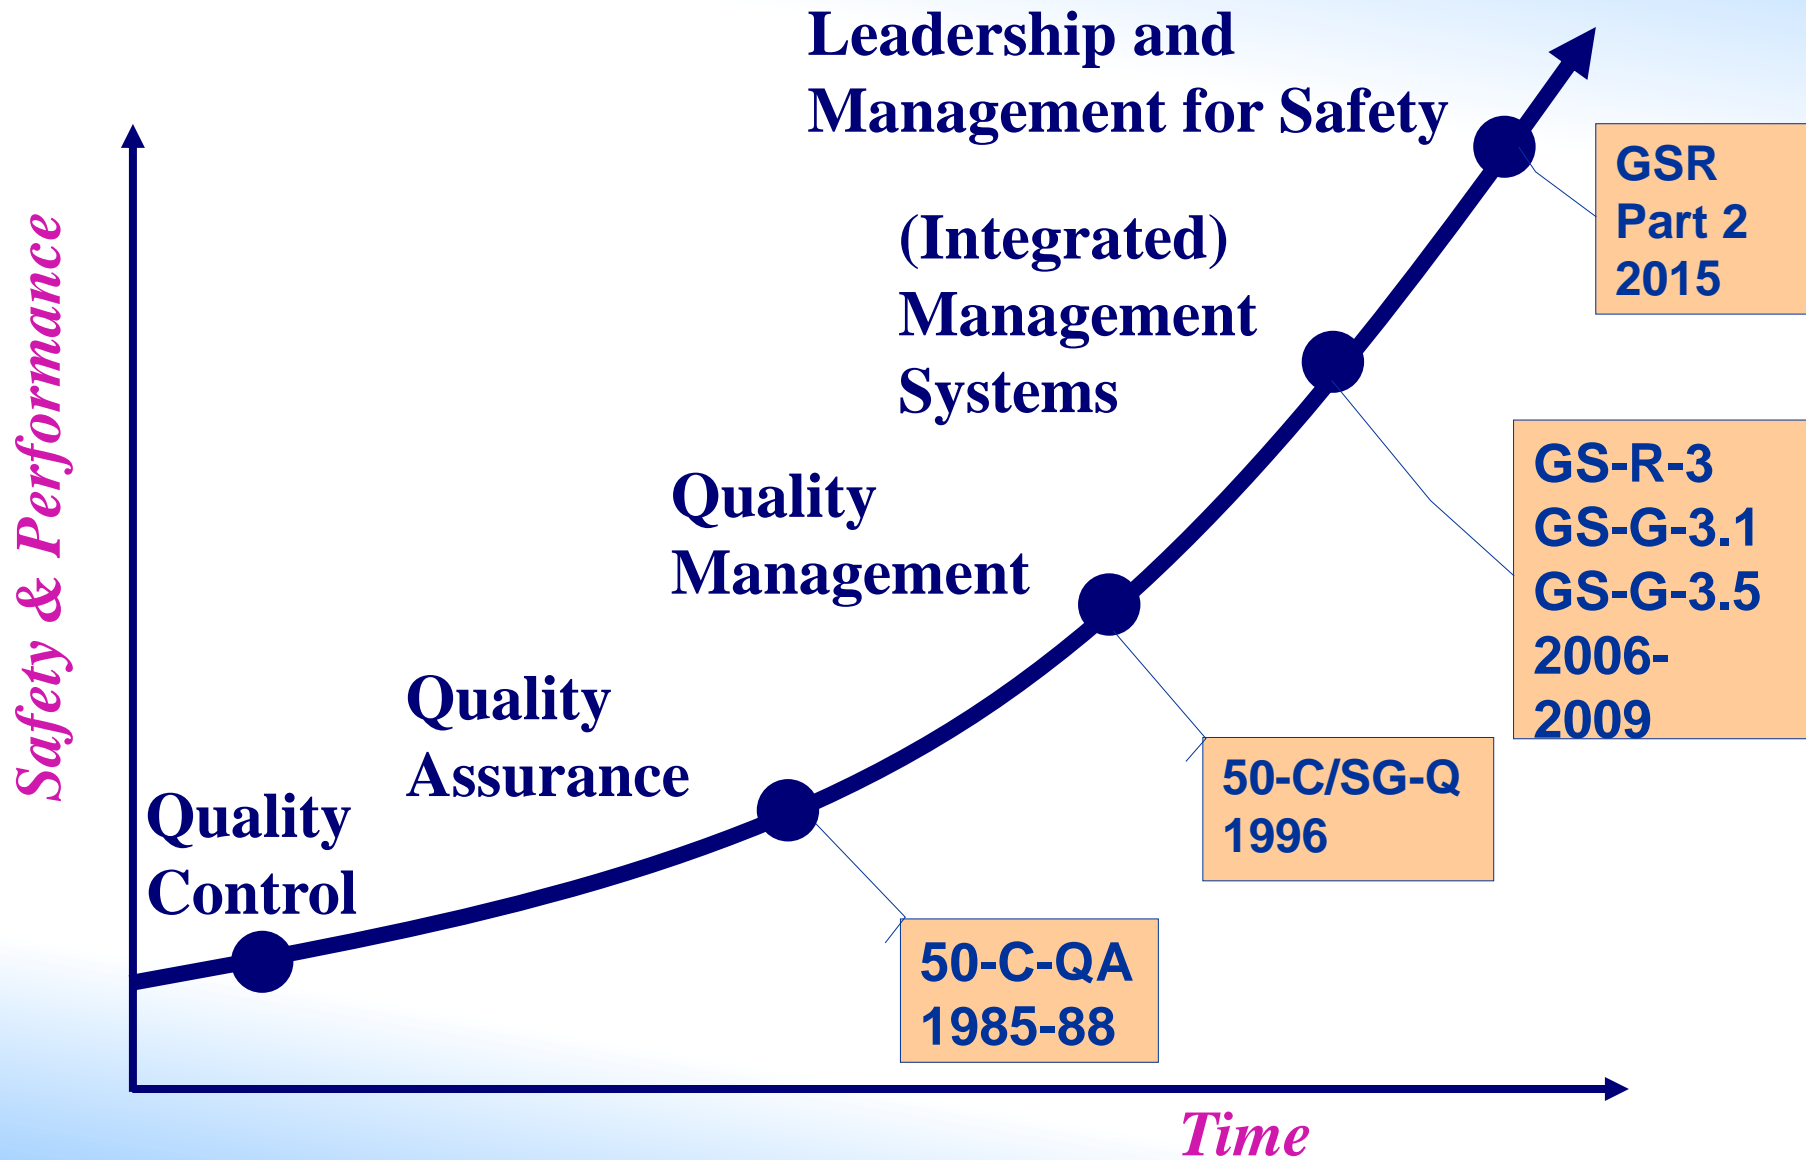 Leadership and
Management for Safety
(Integrated)
Management
Systems
Quality
Management
Quality
Assurance
Quality
Control
GSR
Part 2
2015
GS-R-3
GS-G-3.1
GS-G-3.5
2006-
2009
50-C/SG-Q
1996
50-C-QA
1985-88
Safety & Performance
Time